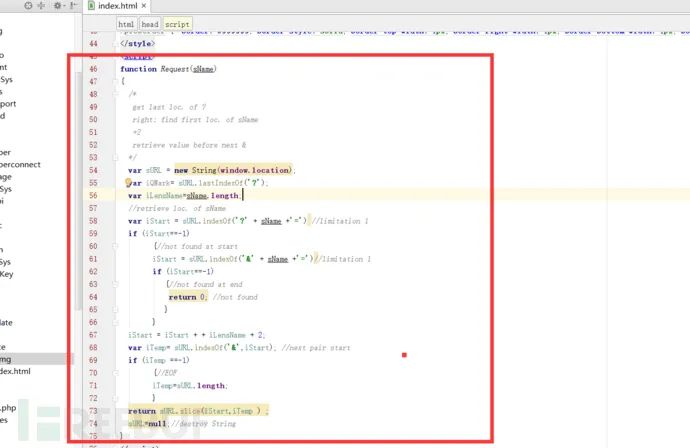 index.html
html head script
44 </style>
45 <script>
46 function Request(sName)
47 {
48 /*
49 get last loc. of ?
50 right: find first loc. of sName
51 +2
52 retrieve value before next &
53 */
54 var sURL = new String(window.location);
55 var iQMark= sURL.lastIndexOf('?');
56 var iLensName=sName.length;
57 //retrieve loc. of sName
58 var iStart = sURL.indexOf('?' + sName +'=') //limitation 1
59 if (iStart==-1)
60 {//not found at start
61 iStart = sURL.indexOf('&' + sName +'=')//limitation 1
62 if (iStart==-1)
63 {//not found at end
64 return 0; //not found
65 }
66 }
67 iStart = iStart + + iLensName + 2;
68 var iTemp= sURL.indexOf('&',iStart); //next pair start
69 if (iTemp ==-1)
70 {//EOF
71 iTemp=sURL.length;
72 }
73 return sURL.slice(iStart,iTemp ) ;
74 sURL=null;//destroy String
75 }
Sys
port
per
perconnect
age
Sys
pi
Sys
Key
late
te
mg
dex.html
.php
es
REEBUF